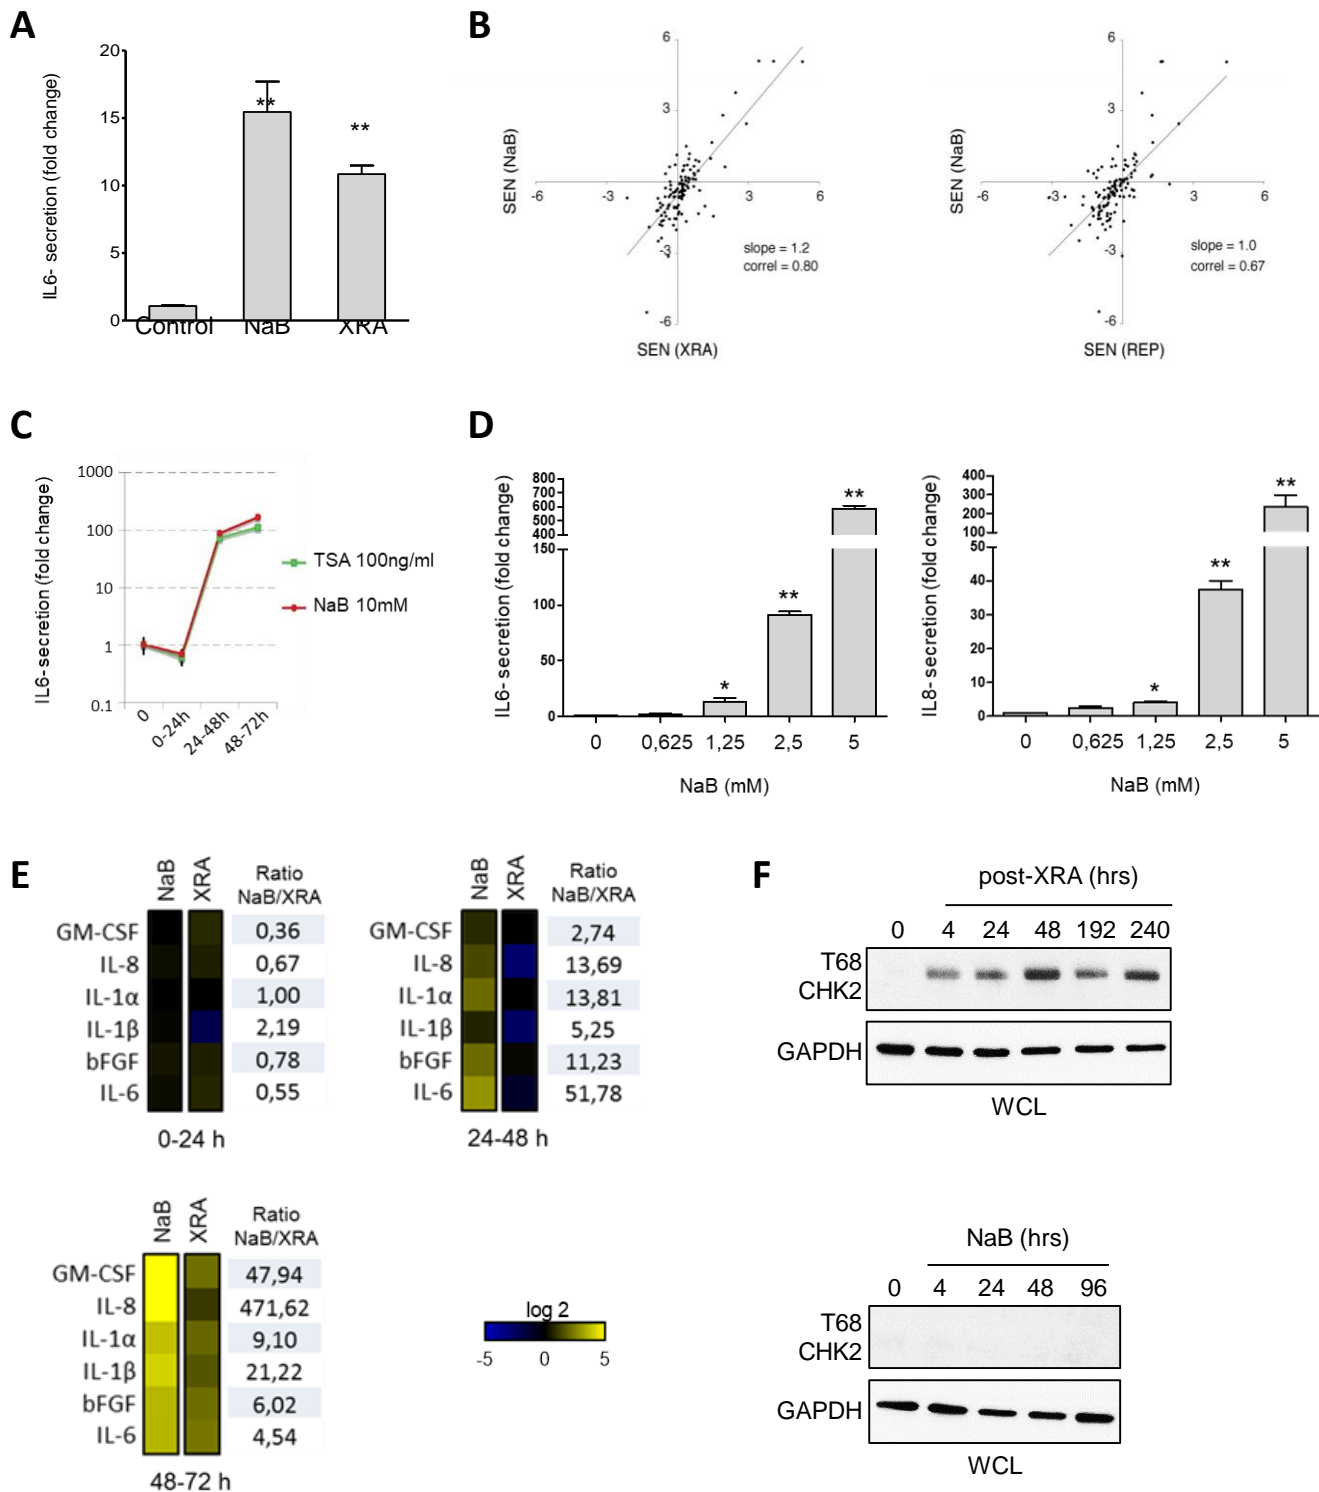 A
IL6- secretion (fold change)
20
15
10
5
0
**
**
Control NaB XRA
B
SEN (NaB)
6
3
-3
-6
-6 -3 3 6
slope = 1.2
correl = 0.80
SEN (XRA)
SEN (NaB)
6
3
-3
-6
-6 -3 3 6
slope = 1.0
correl = 0.67
SEN (REP)
C
IL6- secretion (fold change)
1000
100
10
1
0.1
0 0-24h 24-48h 48-72h
TSA 100ng/ml
NaB 10mM
D
IL6- secretion (fold change)
800
700
600
500
400
150
100
50
0
*
**
**
0 0,625 1,25 2,5 5
NaB (mM)
IL8- secretion (fold change)
400
300
200
100
50
40
30
20
10
0
*
**
**
0 0,625 1,25 2,5 5
NaB (mM)
E
NaB XRA Ratio
NaB/XRA
GM-CSF 0,36
IL-8 0,67
IL-1α 1,00
IL-1β 2,19
bFGF 0,78
IL-6 0,55
0-24 h
NaB XRA Ratio
NaB/XRA
GM-CSF 2,74
IL-8 13,69
IL-1α 13,81
IL-1β 5,25
bFGF 11,23
IL-6 51,78
24-48 h
NaB XRA Ratio
NaB/XRA
GM-CSF 47,94
IL-8 471,62
IL-1α 9,10
IL-1β 21,22
bFGF 6,02
IL-6 4,54
48-72 h
log 2
-5 0 5
F
post-XRA (hrs)
0 4 24 48 192 240
T68
CHK2
GAPDH
WCL
NaB (hrs)
0 4 24 48 96
T68
CHK2
GAPDH
WCL